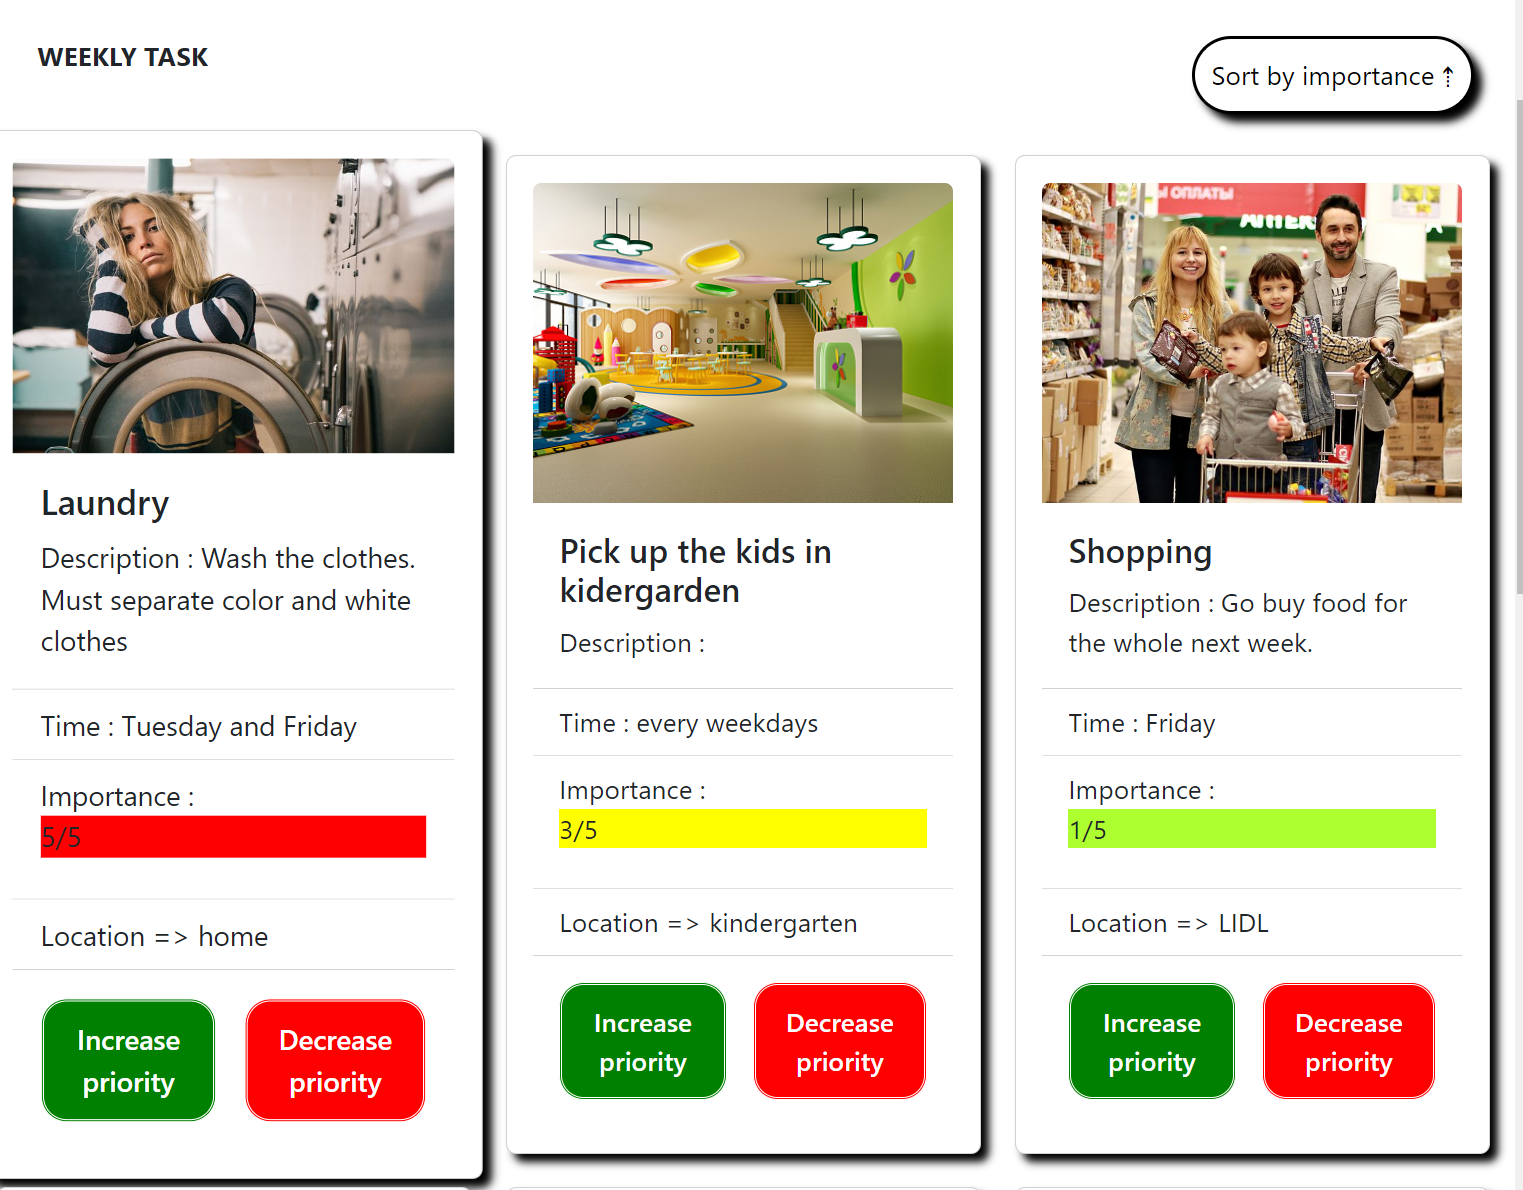 WEEKLY TASK
Sort by importance ⇡
Ы ОПЛАТЫ
Laundry
Description : Wash the clothes.
Must separate color and white
clothes
Time : Tuesday and Friday
Importance :
5/5
Location => home
Increase
priority
Decrease
priority
Pick up the kids in
kidergarden
Description :
Time : every weekdays
Importance :
3/5
Location => kindergarten
Increase
priority
Decrease
priority
Shopping
Description : Go buy food for
the whole next week.
Time : Friday
Importance :
1/5
Location => LIDL
Increase
priority
Decrease
priority